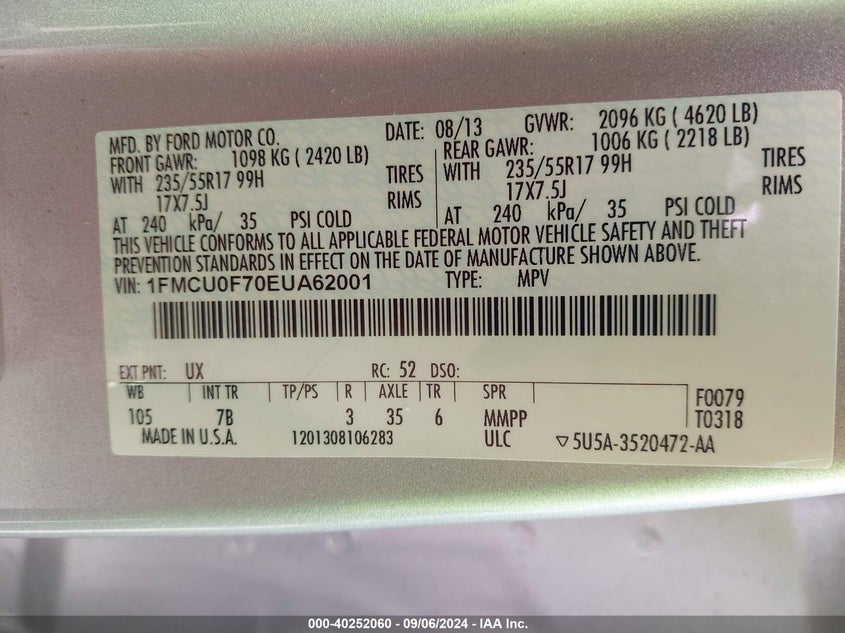 MFD. BY FORD MOTOR CO. DATE: 08/13 GVWR: 2096 KG ( 4620 LB)
FRONT GAWR: 1098 KG ( 2420 LB) REAR GAWR: 1006 KG ( 2218 LB)
WITH 235/55R17 99H TIRES WITH 235/55R17 99H TIRES
17X7.5J RIMS 17X7.5J RIMS
AT 240 kPa/ 35 PSI COLD AT 240 kPa/ 35 PSI COLD
THIS VEHICLE CONFORMS TO ALL APPLICABLE FEDERAL MOTOR VEHICLE SAFETY AND THEFT
PREVENTION STANDARDS IN EFFECT ON THE DATE OF MANUFACTURE SHOWN ABOVE.
VIN: 1FMCU0F70EUA62001 TYPE: MPV
EXT PNT: UX RC: 52 DSO:
WB INT TR TP/PS R AXLE TR SPR F0079
105 7B 3 35 6 MMPP T0318
MADE IN U.S.A. 1201308106283 ULC ▽5U5A-3520472-AA
000-40252060 - 09/06/2024 - IAA Inc.